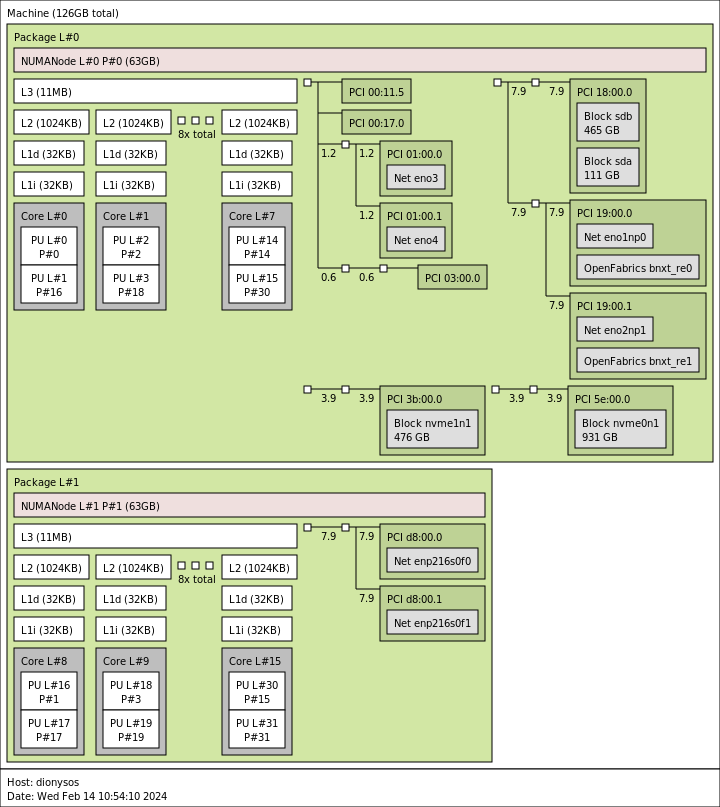 Machine (126GB total)
Package L#0
NUMANode L#0 P#0 (63GB)
L3 (11MB)
L2 (1024KB) L2 (1024KB) 8x total L2 (1024KB)
L1d (32KB) L1d (32KB) L1d (32KB)
L1i (32KB) L1i (32KB) L1i (32KB)
Core L#0 Core L#1 Core L#7
PU L#0 PU L#2 PU L#14
P#0 P#2 P#14
PU L#1 PU L#3 PU L#15
P#16 P#18 P#30
PCI 00:11.5
PCI 00:17.0
1.2 1.2 PCI 01:00.0
Net eno3
1.2 PCI 01:00.1
Net eno4
0.6 0.6 PCI 03:00.0
7.9 7.9 PCI 18:00.0
Block sdb
465 GB
Block sda
111 GB
7.9 7.9 PCI 19:00.0
Net eno1np0
OpenFabrics bnxt_re0
7.9 PCI 19:00.1
Net eno2np1
OpenFabrics bnxt_re1
3.9 3.9 PCI 3b:00.0
Block nvme1n1
476 GB
3.9 3.9 PCI 5e:00.0
Block nvme0n1
931 GB
Package L#1
NUMANode L#1 P#1 (63GB)
L3 (11MB)
L2 (1024KB) L2 (1024KB) 8x total L2 (1024KB)
L1d (32KB) L1d (32KB) L1d (32KB)
L1i (32KB) L1i (32KB) L1i (32KB)
Core L#8 Core L#9 Core L#15
PU L#16 PU L#18 PU L#30
P#1 P#3 P#15
PU L#17 PU L#19 PU L#31
P#17 P#19 P#31
7.9 7.9 PCI d8:00.0
Net enp216s0f0
7.9 PCI d8:00.1
Net enp216s0f1
Host: dionysos
Date: Wed Feb 14 10:54:10 2024